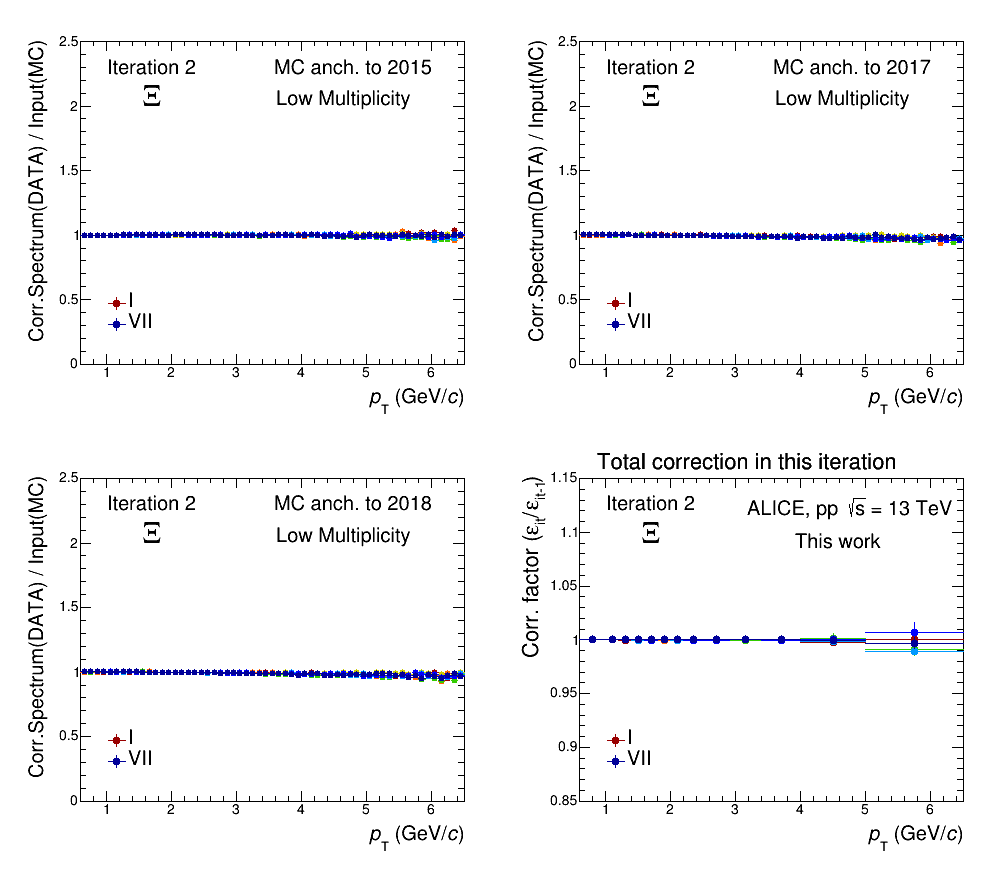 2.5
2
1.5
1
0.5
0
Corr.Spectrum(DATA) / Input(MC)
Iteration 2
MC anch. to 2015
Ξ
Low Multiplicity
I
VII
1 2 3 4 5 6
p_T (GeV/c)
2.5
2
1.5
1
0.5
0
Corr.Spectrum(DATA) / Input(MC)
Iteration 2
MC anch. to 2017
Ξ
Low Multiplicity
I
VII
1 2 3 4 5 6
p_T (GeV/c)
2.5
2
1.5
1
0.5
0
Corr.Spectrum(DATA) / Input(MC)
Iteration 2
MC anch. to 2018
Ξ
Low Multiplicity
I
VII
1 2 3 4 5 6
p_T (GeV/c)
Total correction in this iteration
1.15
1.1
1.05
1
0.95
0.9
0.85
Corr. factor (ε_it/ε_it-1)
Iteration 2
ALICE, pp √s = 13 TeV
Ξ
This work
I
VII
1 2 3 4 5 6
p_T (GeV/c)